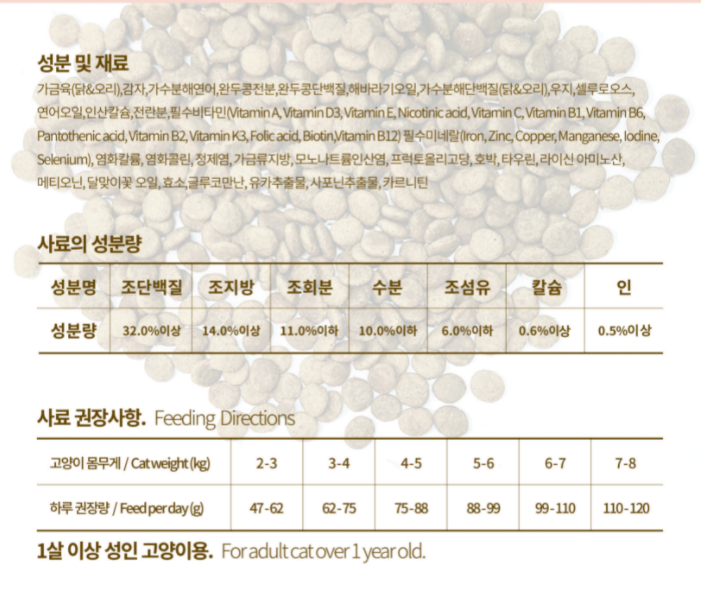 성분 및 재료
가금육(닭&오리),감자,가수분해연어,완두콩전분,완두콩단백질,해바라기오일,가수분해단백질(닭&오리),우지,셀루로오스,
연어오일,인산칼슘,전란분,필수비타민(Vitamin A, Vitamin D3, Vitamin E, Nicotinic acid, Vitamin C, Vitamin B1, Vitamin B6,
Pantothenic acid, Vitamin B2, Vitamin K3, Folic acid, Biotin,Vitamin B12) 필수미네랄(Iron, Zinc, Copper, Manganese, Iodine,
Selenium), 염화칼륨, 염화콜린, 정제염, 가금류지방, 모노나트륨인산염, 프럭토올리고당, 호박, 타우린, 라이신 아미노산,
메티오닌, 달맞이꽃 오일, 효소,글루코만난, 유카추출물, 사포닌추출물, 카르니틴
사료의 성분량
성분명 조단백질 조지방 조회분 수분 조섬유 칼슘 인
성분량 32.0%이상 14.0%이상 11.0%이하 10.0%이하 6.0%이하 0.6%이상 0.5%이상
사료 권장사항. Feeding Directions
고양이 몸무게 / Cat weight (kg) 2-3 3-4 4-5 5-6 6-7 7-8
하루 권장량 / Feed per day (g) 47-62 62-75 75-88 88-99 99-110 110-120
1살 이상 성인 고양이용. For adult cat over 1 year old.